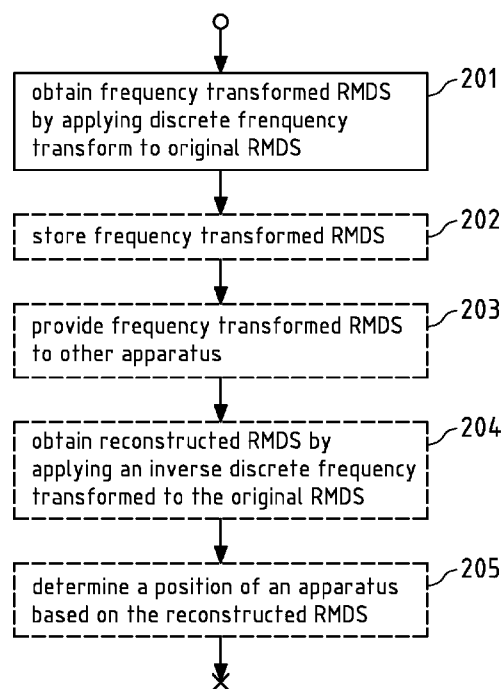 obtain frequency transformed RMDS
by applying discrete frenquency
transform to original RMDS
201
store frequency transformed RMDS
202
provide frequency transformed RMDS
to other apparatus
203
obtain reconstructed RMDS by
applying an inverse discrete frequency
transformed to the original RMDS
204
determine a position of an apparatus
based on the reconstructed RMDS
205